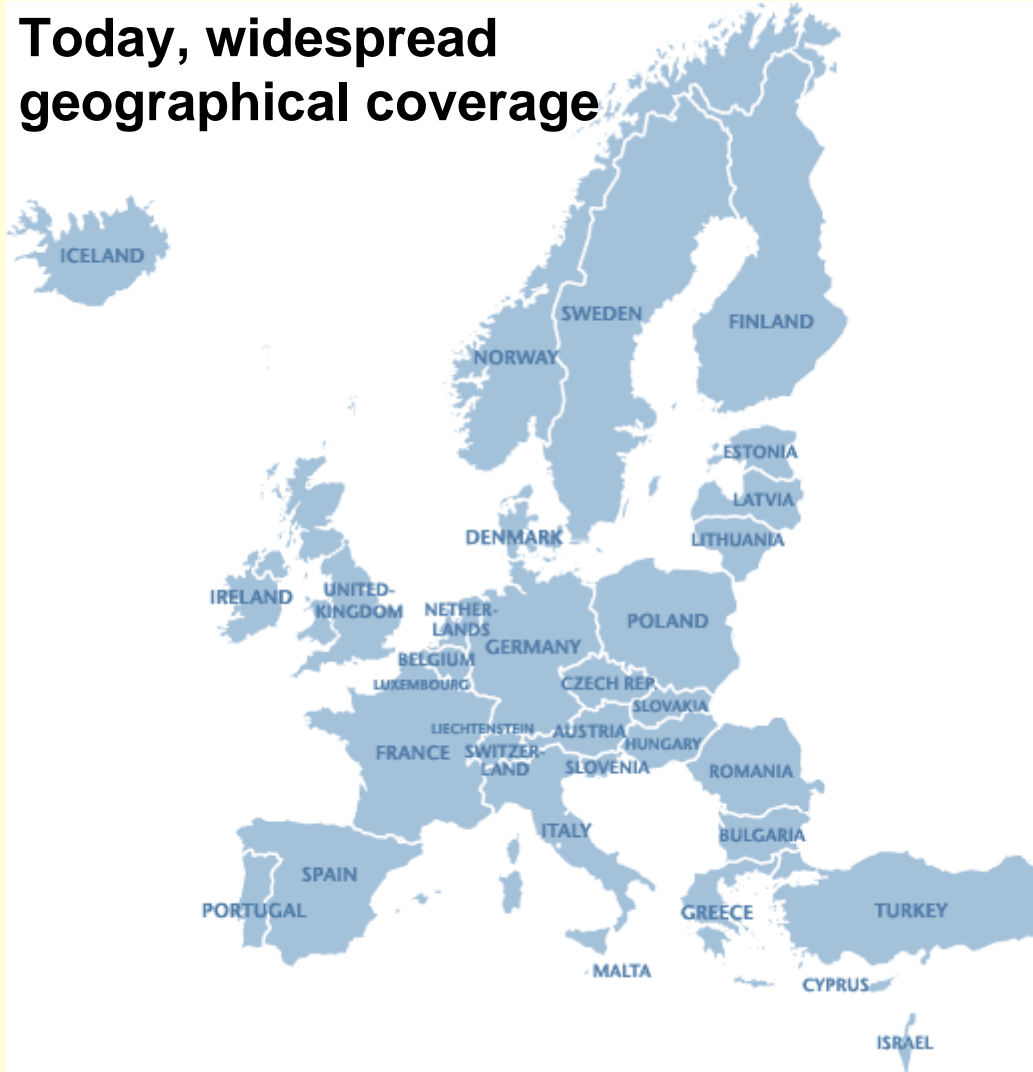 Today, widespread
geographical coverage
ICELAND
SWEDEN
FINLAND
NORWAY
ESTONIA
LATVIA
DENMARK
LITHUANIA
IRELAND
UNITED-
KINGDOM
NETHER-
LANDS
POLAND
GERMANY
BELGIUM
LUXEMBOURG
CZECH REP.
SLOVAKIA
LIECHTENSTEIN
AUSTRIA
HUNGARY
FRANCE
SWITZER-
LAND
SLOVENIA
ROMANIA
ITALY
BULGARIA
SPAIN
PORTUGAL
GREECE
TURKEY
MALTA
CYPRUS
ISRAEL